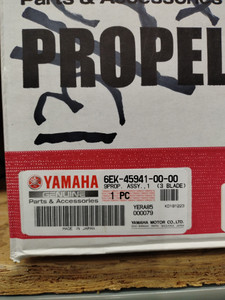 Parts & Accessories
PROPEL
YAMAHA
GENUINE
Parts & Accessories
6EK-45941-00-00
9PROP, ASSY.,1 (3 BLADE)
1 PC
YERA85
000079
YAMAHA MOTOR CO.,LTD.
MADE IN JAPAN